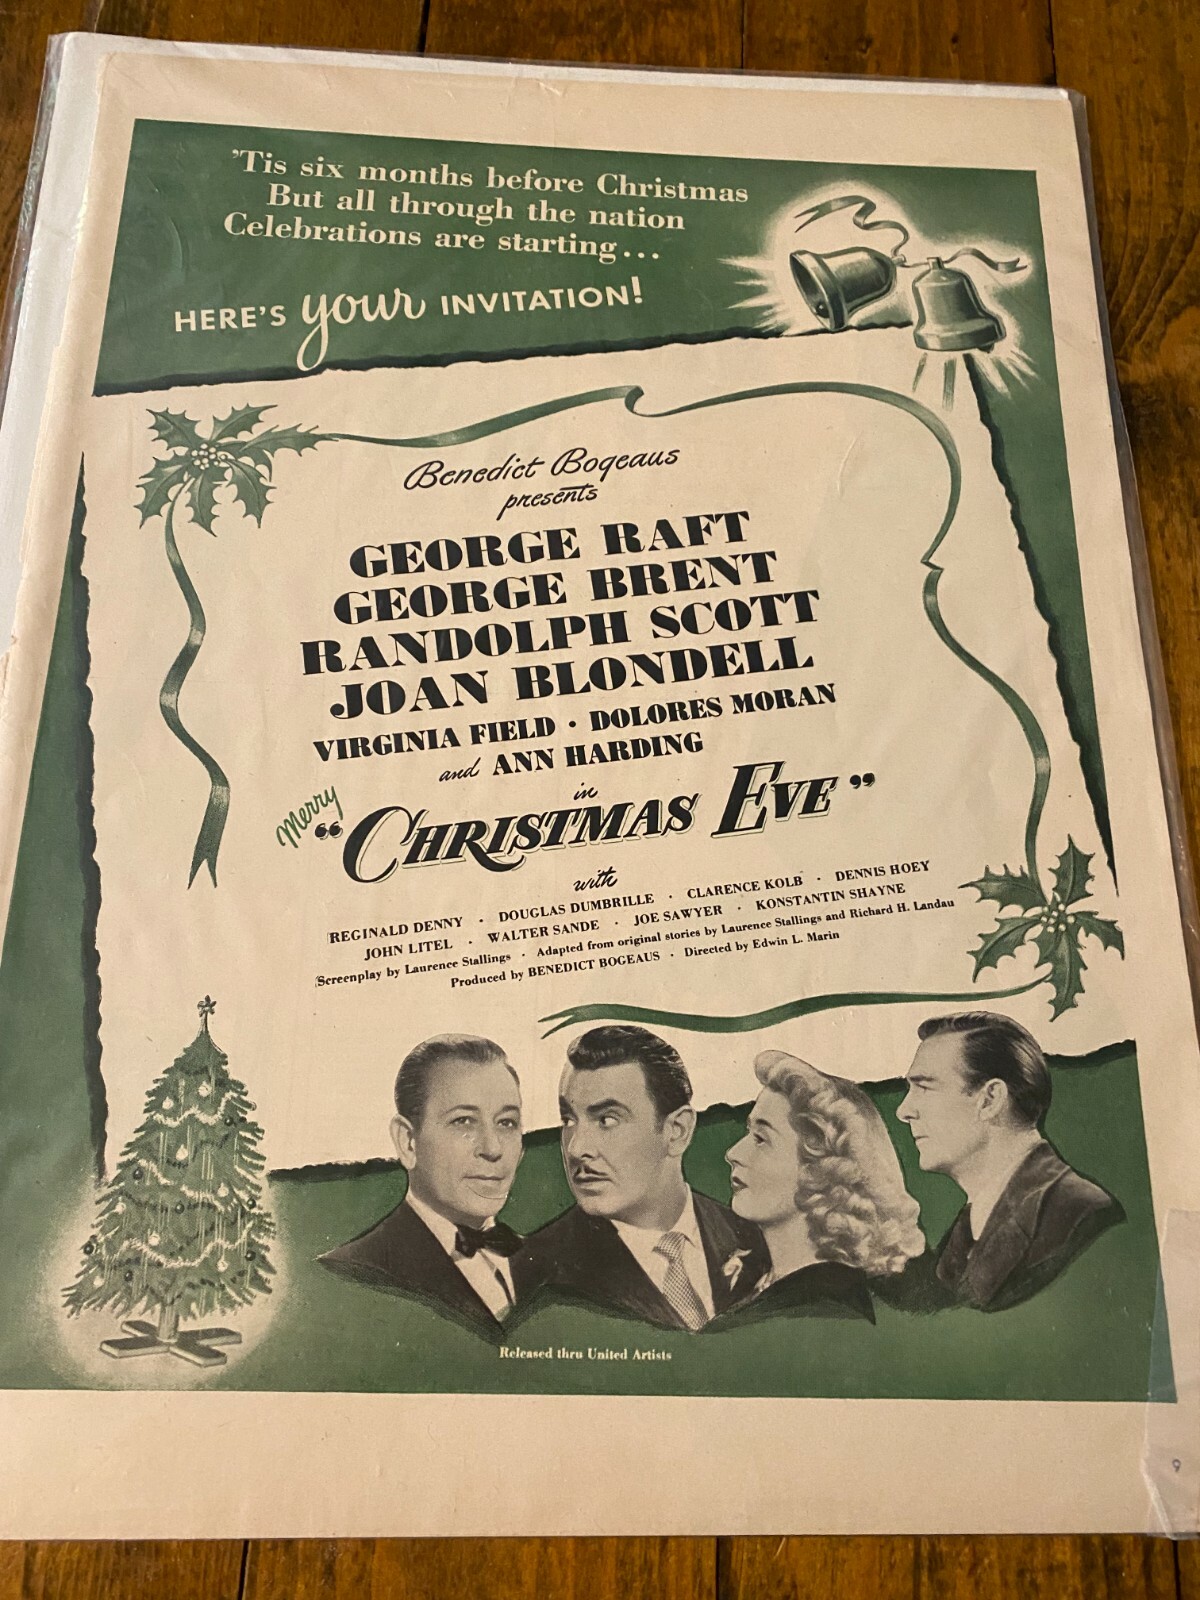 'Tis six months before Christmas
But all through the nation
Celebrations are starting...
HERE'S your INVITATION!
Benedict Bogeaus
presents
GEORGE RAFT
GEORGE BRENT
RANDOLPH SCOTT
JOAN BLONDELL
VIRGINIA FIELD · DOLORES MORAN
and ANN HARDING
in
Merry
"CHRISTMAS EVE"
with
REGINALD DENNY · DOUGLAS DUMBRILLE · CLARENCE KOLB · DENNIS HOEY
JOHN LITEL · WALTER SANDE · JOE SAWYER · KONSTANTIN SHAYNE
Screenplay by Laurence Stallings · Adapted from original stories by Laurence Stallings and Richard H. Landau
Produced by BENEDICT BOGEAUS · Directed by Edwin L. Marin
Released thru United Artists
9